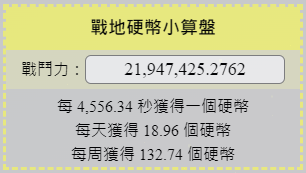 戰地硬幣小算盤
戰鬥力： 21,947,425.2762
每 4,556.34 秒獲得一個硬幣
每天獲得 18.96 個硬幣
每周獲得 132.74 個硬幣